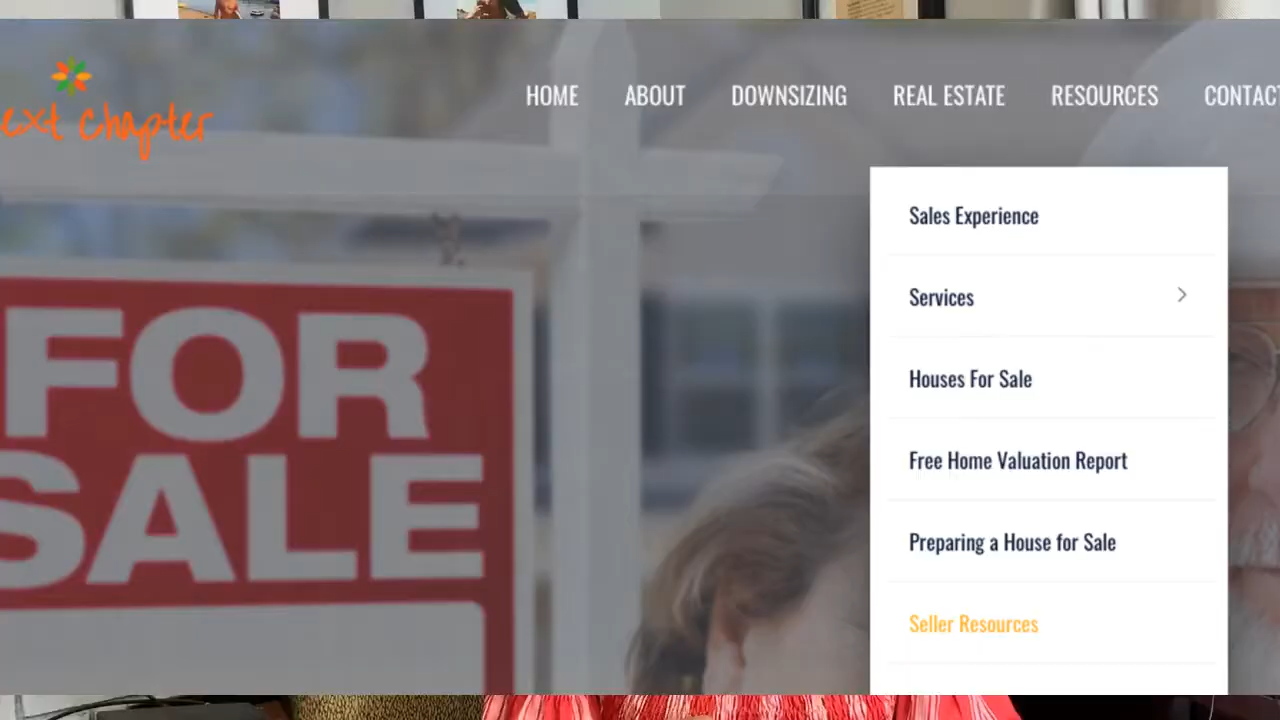 HOME ABOUT DOWNSIZING REAL ESTATE RESOURCES
ext chapter
Sales Experience
Services
Houses For Sale
Free Home Valuation Report
Preparing a House for Sale
Seller Resources
FOR
SALE